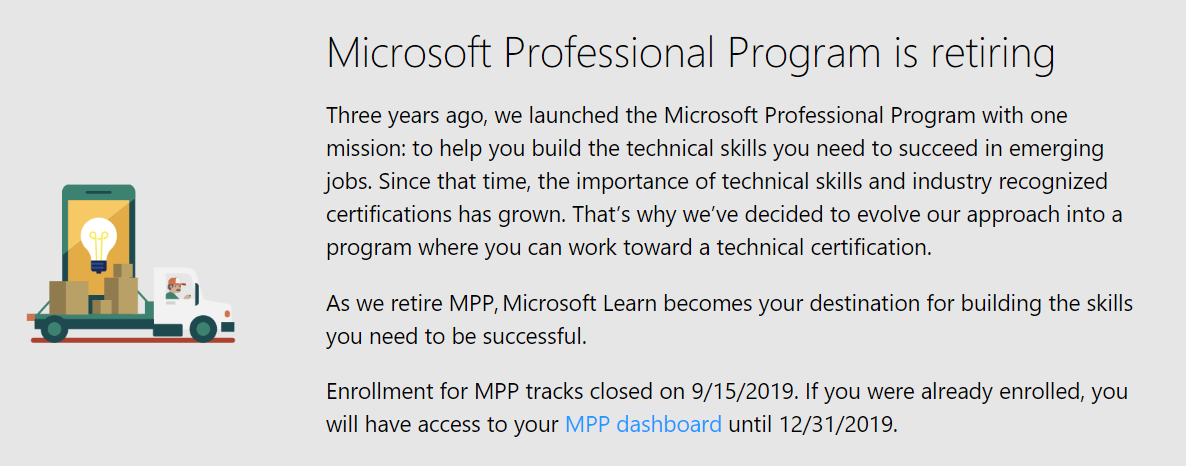 Microsoft Professional Program is retiring
Three years ago, we launched the Microsoft Professional Program with one
mission: to help you build the technical skills you need to succeed in emerging
jobs. Since that time, the importance of technical skills and industry recognized
certifications has grown. That's why we've decided to evolve our approach into a
program where you can work toward a technical certification.
As we retire MPP, Microsoft Learn becomes your destination for building the skills
you need to be successful.
Enrollment for MPP tracks closed on 9/15/2019. If you were already enrolled, you
will have access to your MPP dashboard until 12/31/2019.